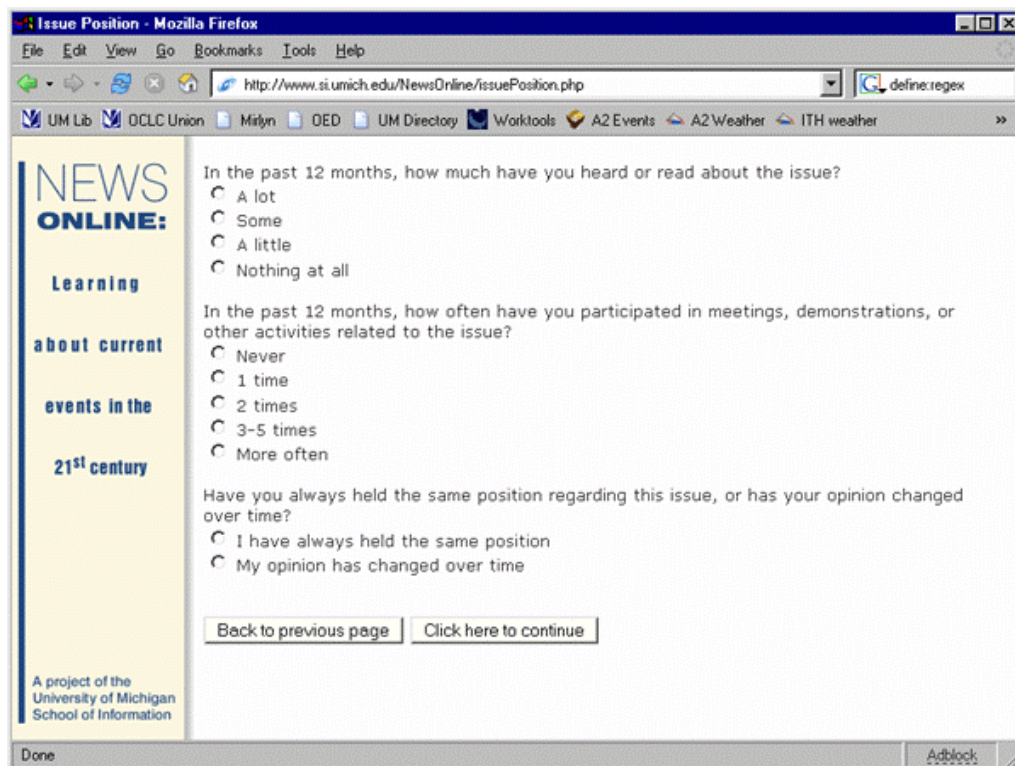 Issue Position - Mozilla Firefox
File Edit View Go Bookmarks Tools Help
http://www.si.umich.edu/NewsOnline/issuePosition.php
define:regex
UM Lib OCLC Union Mirlyn OED UM Directory Worktools A2 Events A2 Weather ITH weather »
NEWS
ONLINE:
Learning
about current
events in the
21st century
A project of the
University of Michigan
School of Information
In the past 12 months, how much have you heard or read about the issue?
A lot
Some
A little
Nothing at all
In the past 12 months, how often have you participated in meetings, demonstrations, or
other activities related to the issue?
Never
1 time
2 times
3-5 times
More often
Have you always held the same position regarding this issue, or has your opinion changed
over time?
I have always held the same position
My opinion has changed over time
Back to previous page Click here to continue
Done Adblock